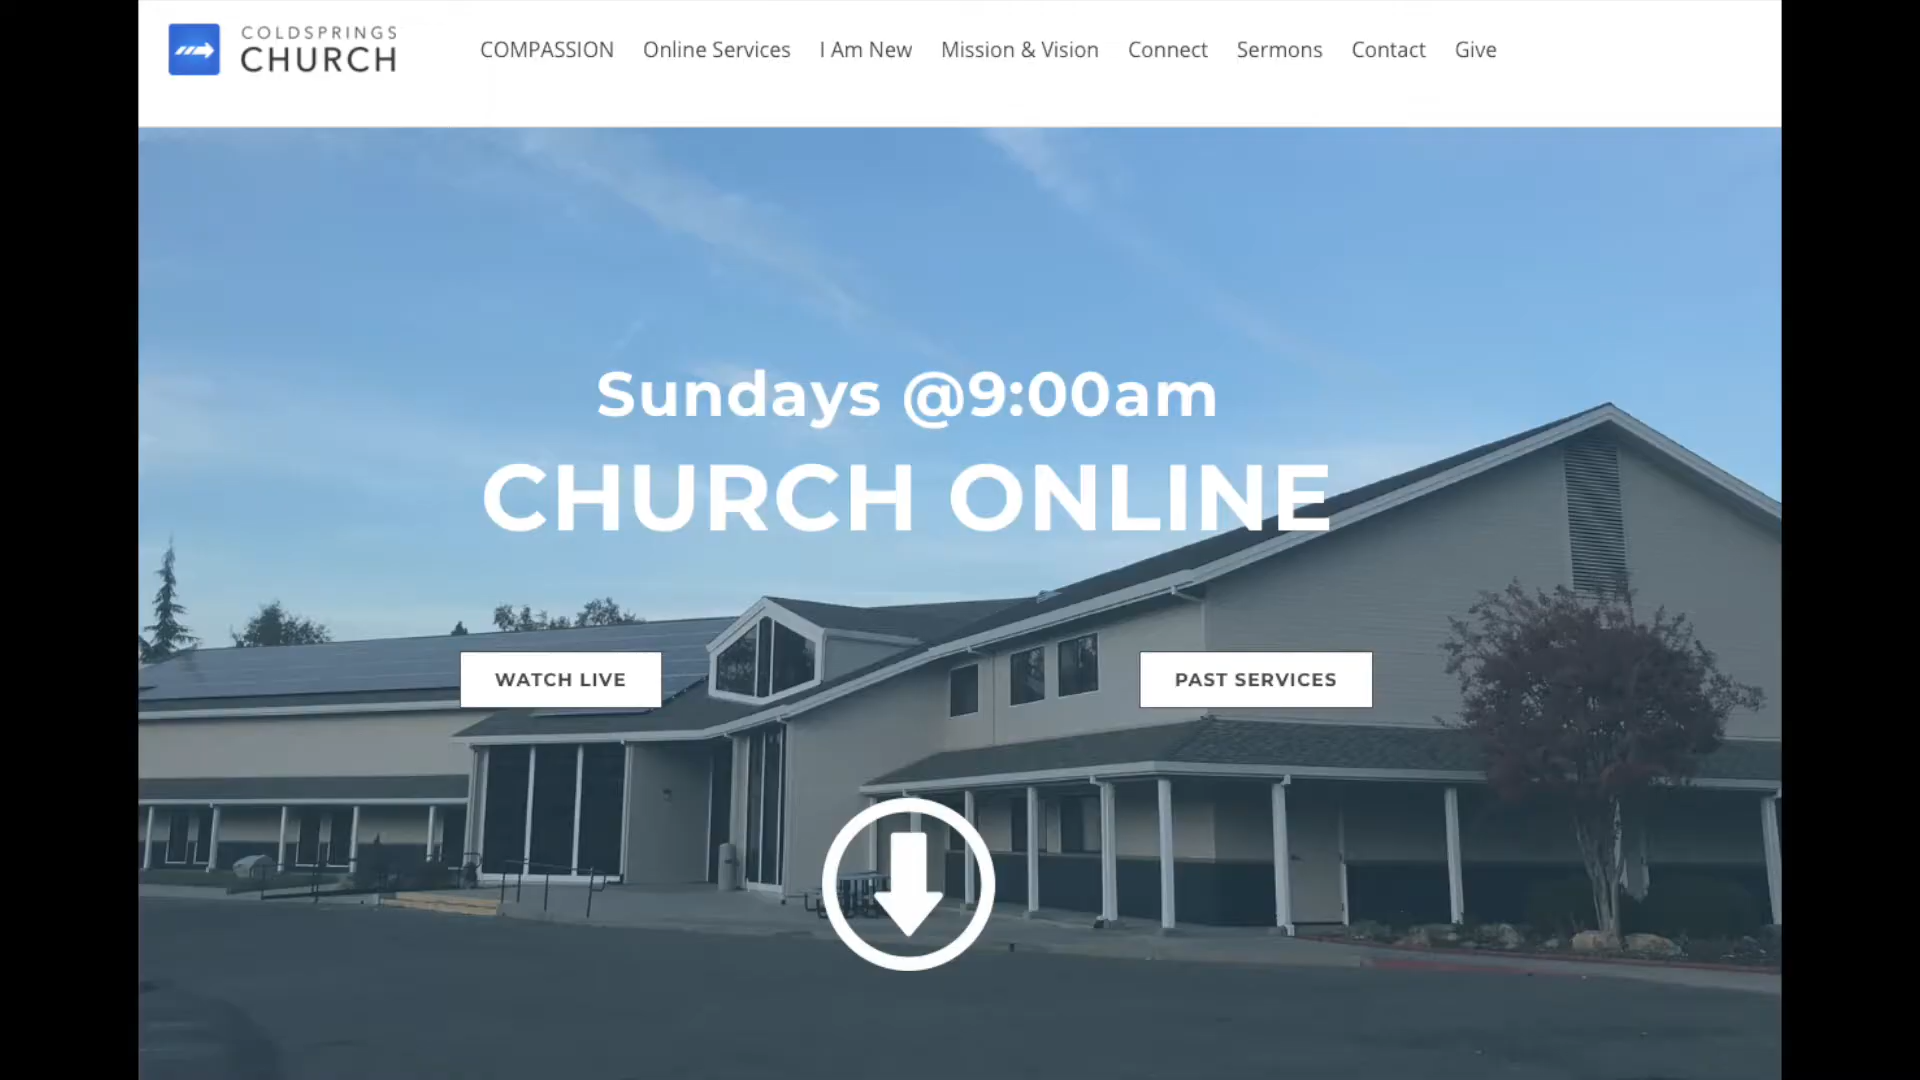 COLDSPRINGS
CHURCH
COMPASSION Online Services I Am New Mission & Vision Connect Sermons Contact Give
Sundays @9:00am
CHURCH ONLINE
WATCH LIVE PAST SERVICES